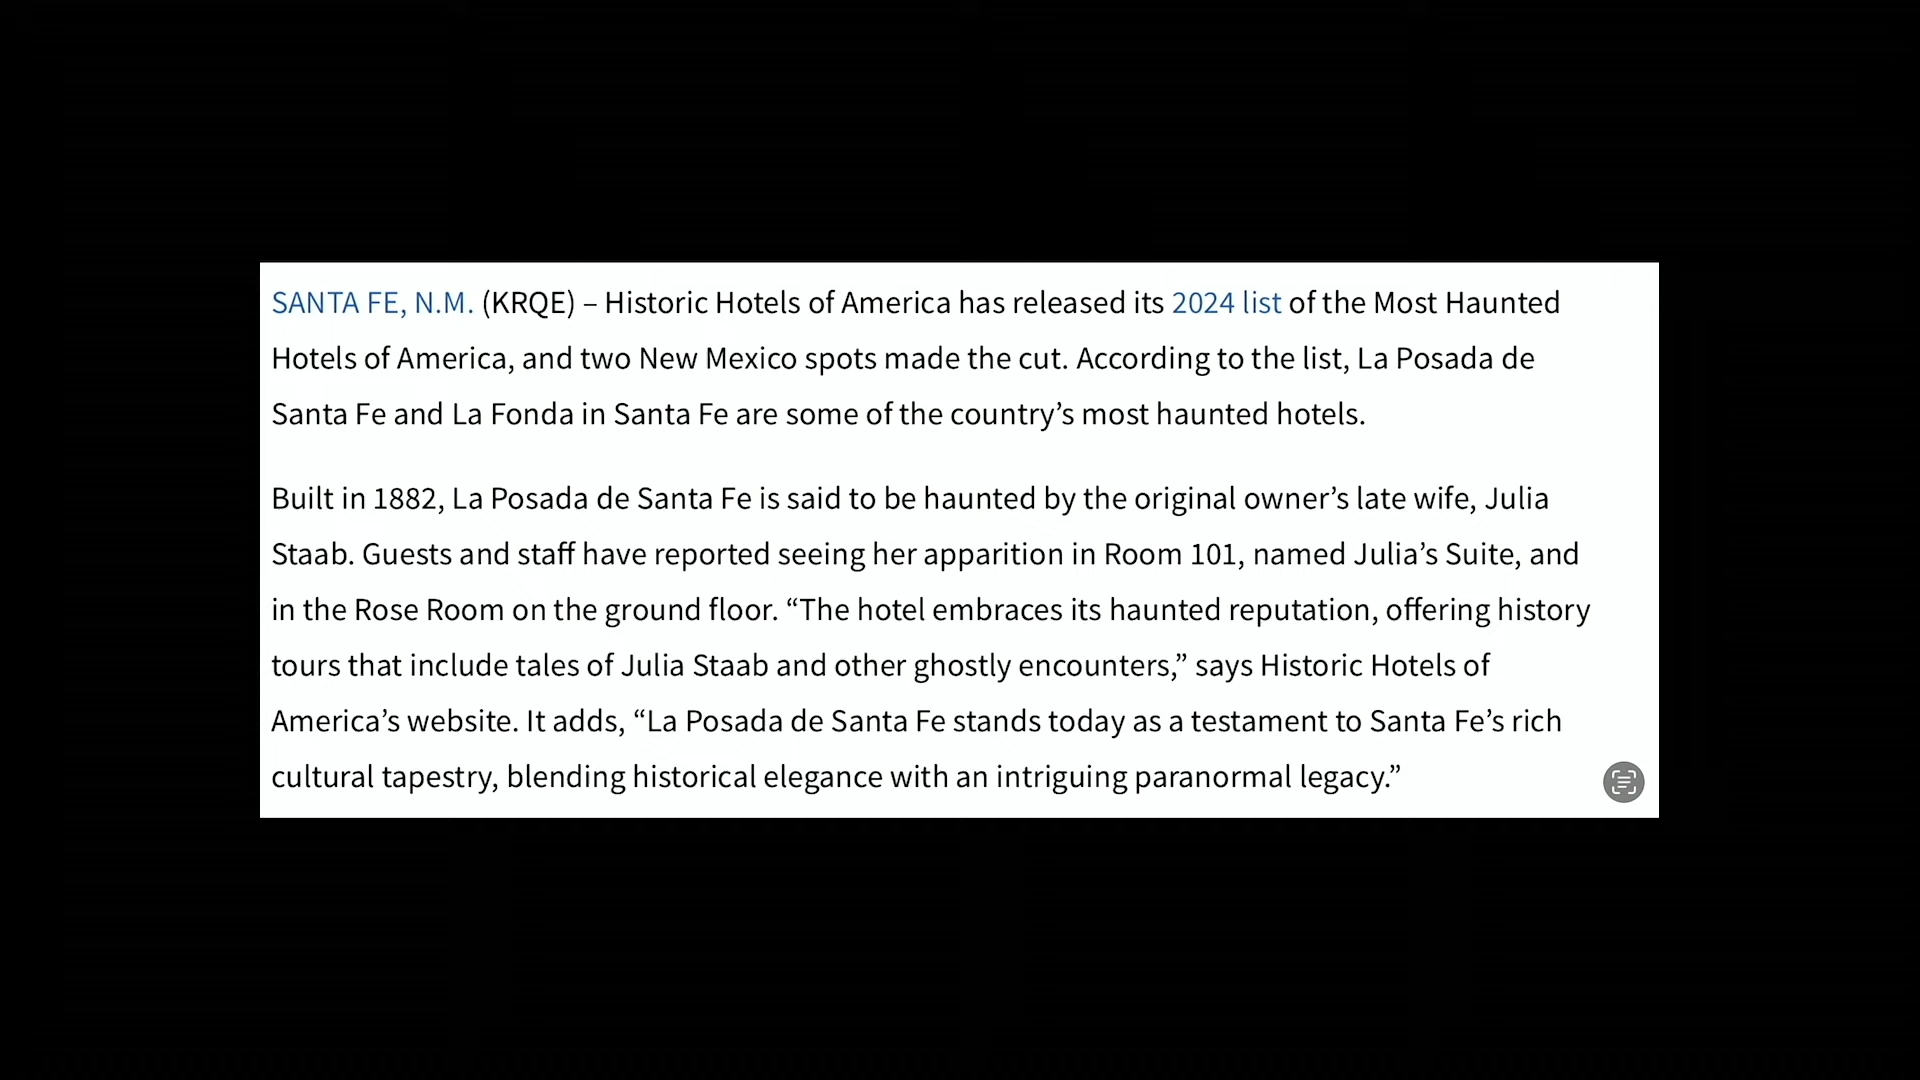 SANTA FE, N.M. (KRQE) – Historic Hotels of America has released its 2024 list of the Most Haunted
Hotels of America, and two New Mexico spots made the cut. According to the list, La Posada de
Santa Fe and La Fonda in Santa Fe are some of the country’s most haunted hotels.
Built in 1882, La Posada de Santa Fe is said to be haunted by the original owner’s late wife, Julia
Staab. Guests and staff have reported seeing her apparition in Room 101, named Julia’s Suite, and
in the Rose Room on the ground floor. “The hotel embraces its haunted reputation, offering history
tours that include tales of Julia Staab and other ghostly encounters,” says Historic Hotels of
America’s website. It adds, “La Posada de Santa Fe stands today as a testament to Santa Fe’s rich
cultural tapestry, blending historical elegance with an intriguing paranormal legacy.”